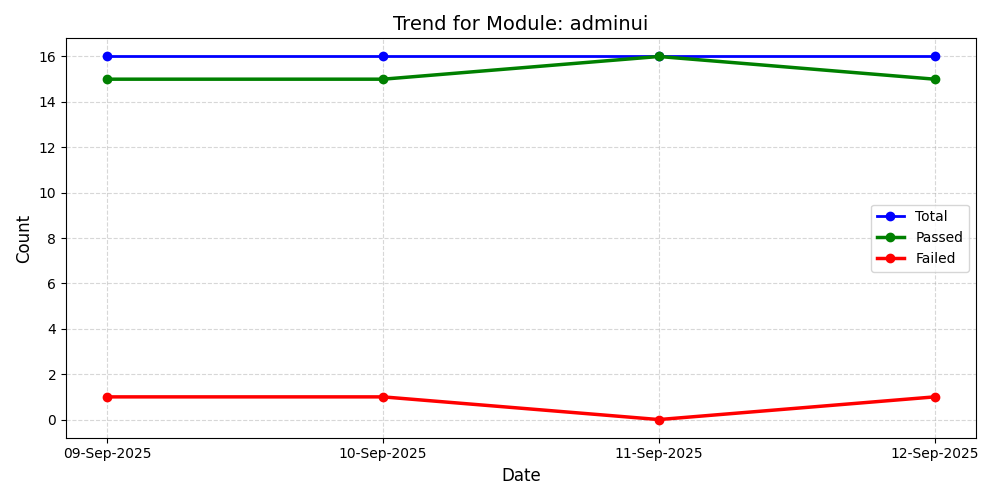 Trend for Module: adminui
Count
16
14
12
10
8
6
4
2
0
Total
Passed
Failed
09-Sep-2025
10-Sep-2025
11-Sep-2025
12-Sep-2025
Date